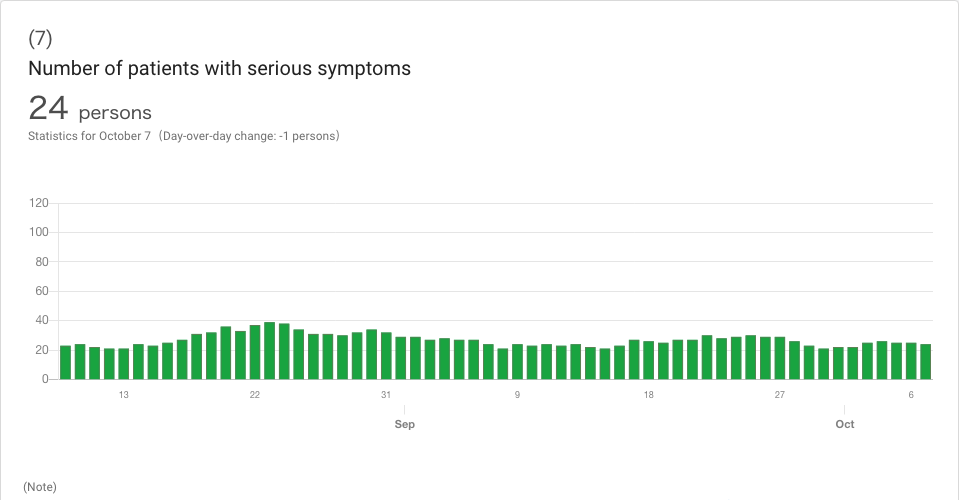 (7)
Number of patients with serious symptoms
24 persons
Statistics for October 7（Day-over-day change: -1 persons）
120
100
80
60
40
20
0
13 22 31 9 18 27 6
Sep Oct
(Note)